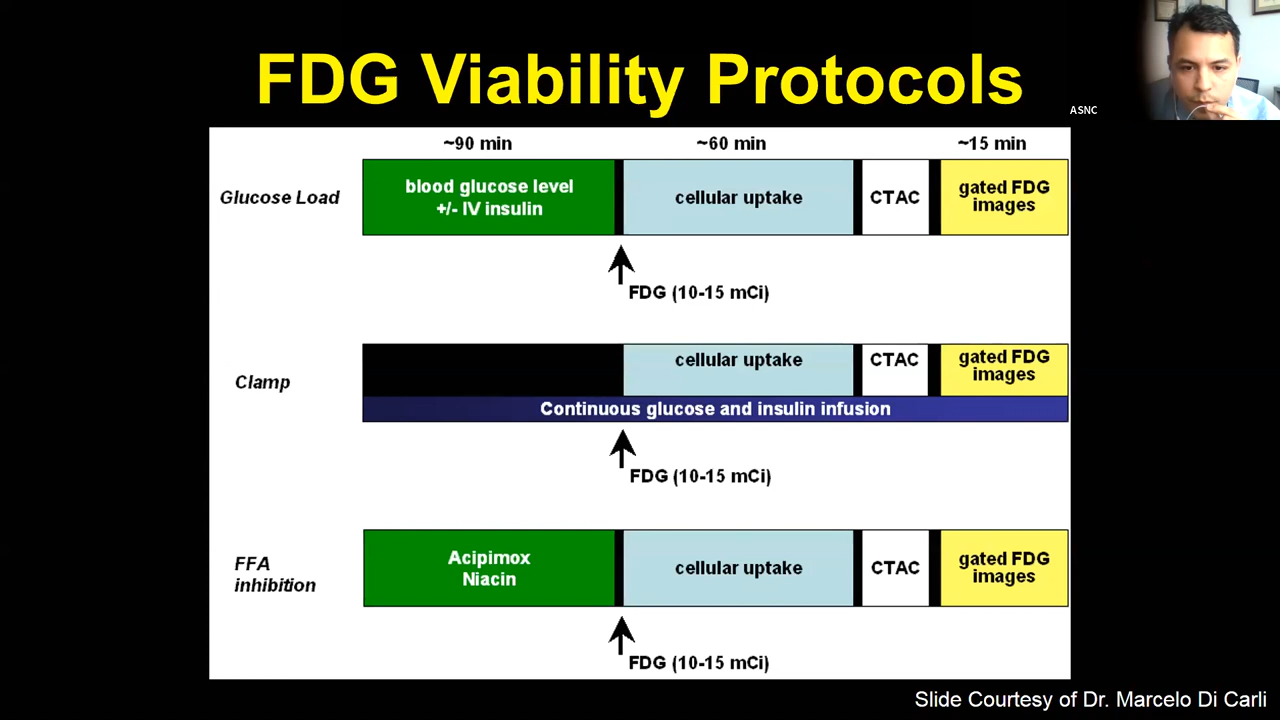 FDG Viability Protocols
ASNC
~90 min
~60 min
~15 min
Glucose Load
blood glucose level
+/- IV insulin
cellular uptake
CTAC
gated FDG
images
FDG (10-15 mCi)
Clamp
cellular uptake
CTAC
gated FDG
images
Continuous glucose and insulin infusion
FDG (10-15 mCi)
FFA
inhibition
Acipimox
Niacin
cellular uptake
CTAC
gated FDG
images
FDG (10-15 mCi)
Slide Courtesy of Dr. Marcelo Di Carli